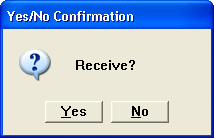 Yes/No Confirmation
Receive?
Yes No